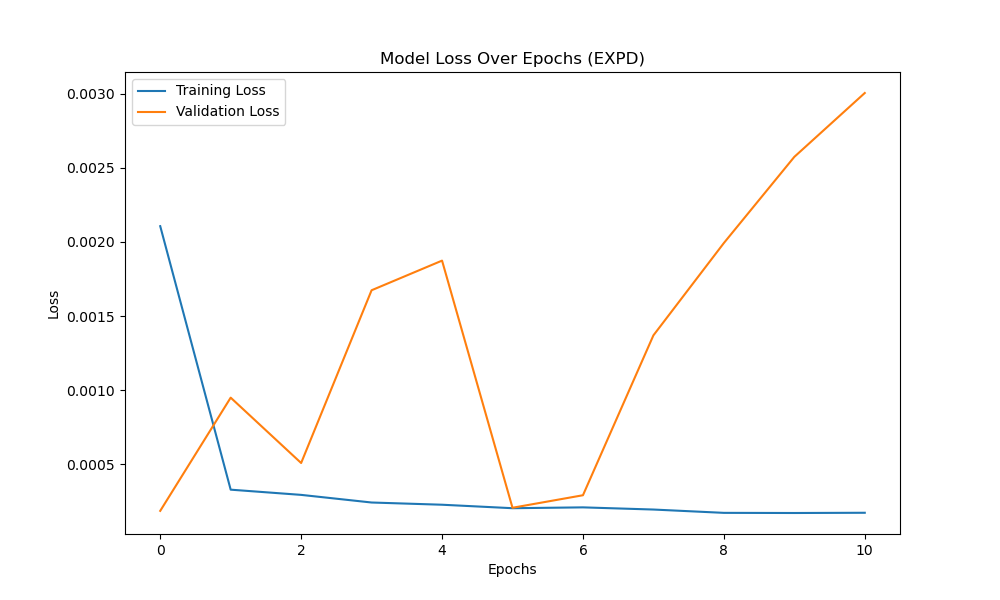 Model Loss Over Epochs (EXPD)
Training Loss
Validation Loss
0.0030
0.0025
0.0020
0.0015
0.0010
0.0005
Loss
0 2 4 6 8 10
Epochs